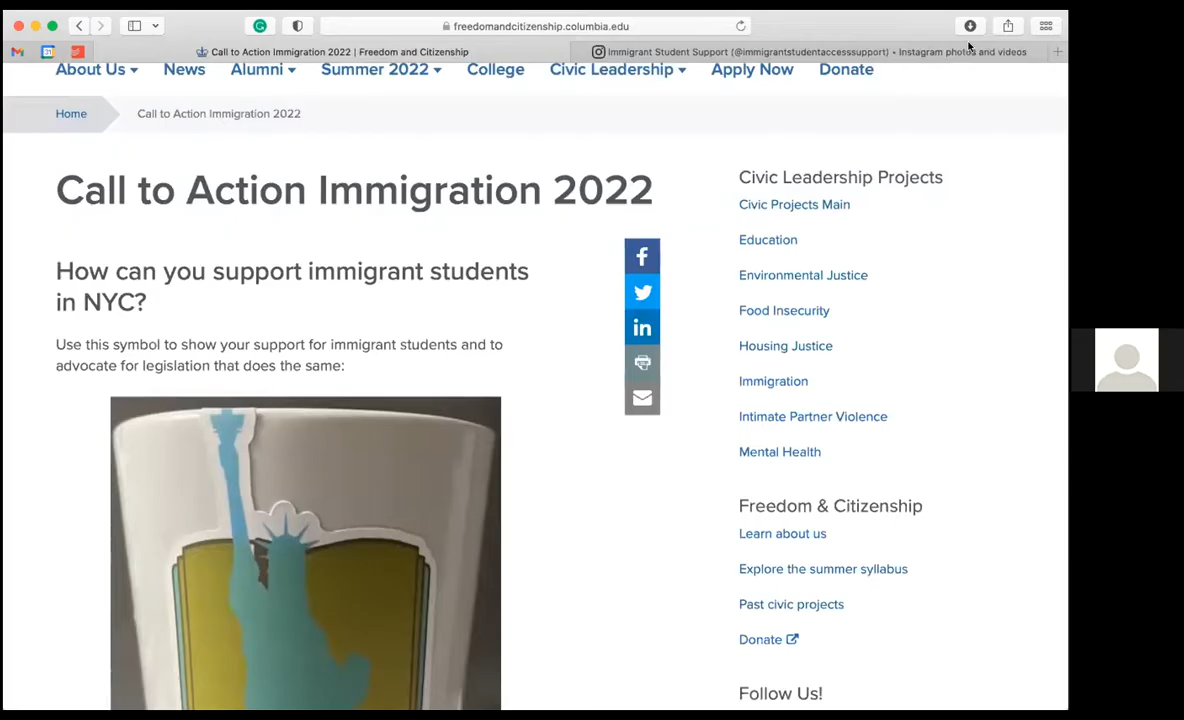 freedomandcitizenship.columbia.edu
Call to Action Immigration 2022 | Freedom and Citizenship
Immigrant Student Support (@immigrantstudentaccesssupport) • Instagram photos and videos
About Us
News
Alumni
Summer 2022
College
Civic Leadership
Apply Now
Donate
Home
Call to Action Immigration 2022
Call to Action Immigration 2022
How can you support immigrant students
in NYC?
Use this symbol to show your support for immigrant students and to
advocate for legislation that does the same:
Civic Leadership Projects
Civic Projects Main
Education
Environmental Justice
Food Insecurity
Housing Justice
Immigration
Intimate Partner Violence
Mental Health
Freedom & Citizenship
Learn about us
Explore the summer syllabus
Past civic projects
Donate
Follow Us!